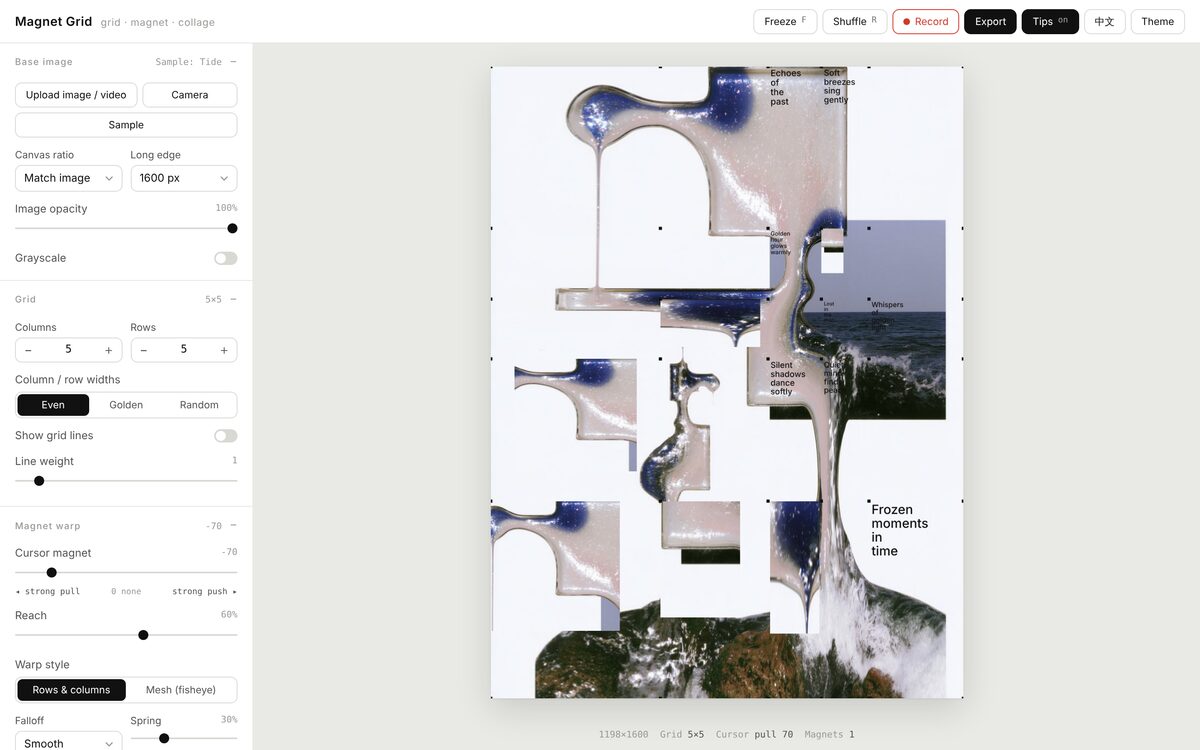 Magnet Grid
grid · magnet · collage
Freeze F
Shuffle R
Record
Export
Tips on
中文
Theme
Base image
Sample: Tide −
Upload image / video
Camera
Sample
Canvas ratio
Long edge
Match image
1600 px
Image opacity
100%
Grayscale
Grid
5×5 −
Columns
Rows
− 5 +
− 5 +
Column / row widths
Even
Golden
Random
Show grid lines
Line weight
1
Magnet warp
-70 −
Cursor magnet
-70
◂ strong pull
0 none
strong push ▸
Reach
60%
Warp style
Rows & columns
Mesh (fisheye)
Falloff
Spring
30%
Smooth
Echoes
of
the
past
Soft
breezes
sing
gently
Golden
hour
glows
warmly
Lost
in
Whispers
of
golden
light
Silent
shadows
dance
softly
Frozen
moments
in
time
1198×1600 Grid 5×5 Cursor pull 70 Magnets 1